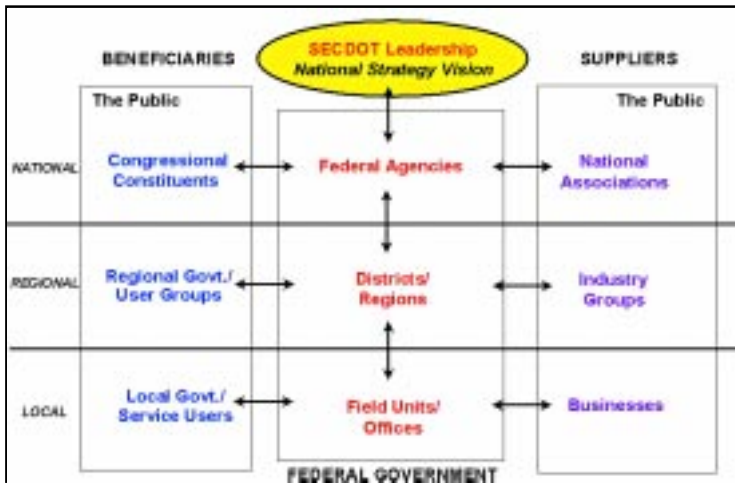 BENEFICIARIES
SECDOT Leadership
National Strategy Vision
SUPPLIERS
The Public
The Public
NATIONAL
Congressional
Constituents
Federal Agencies
National
Associations
REGIONAL
Regional Govt./
User Groups
Districts/
Regions
Industry
Groups
LOCAL
Local Govt./
Service Users
Field Units/
Offices
Businesses
FEDERAL GOVERNMENT